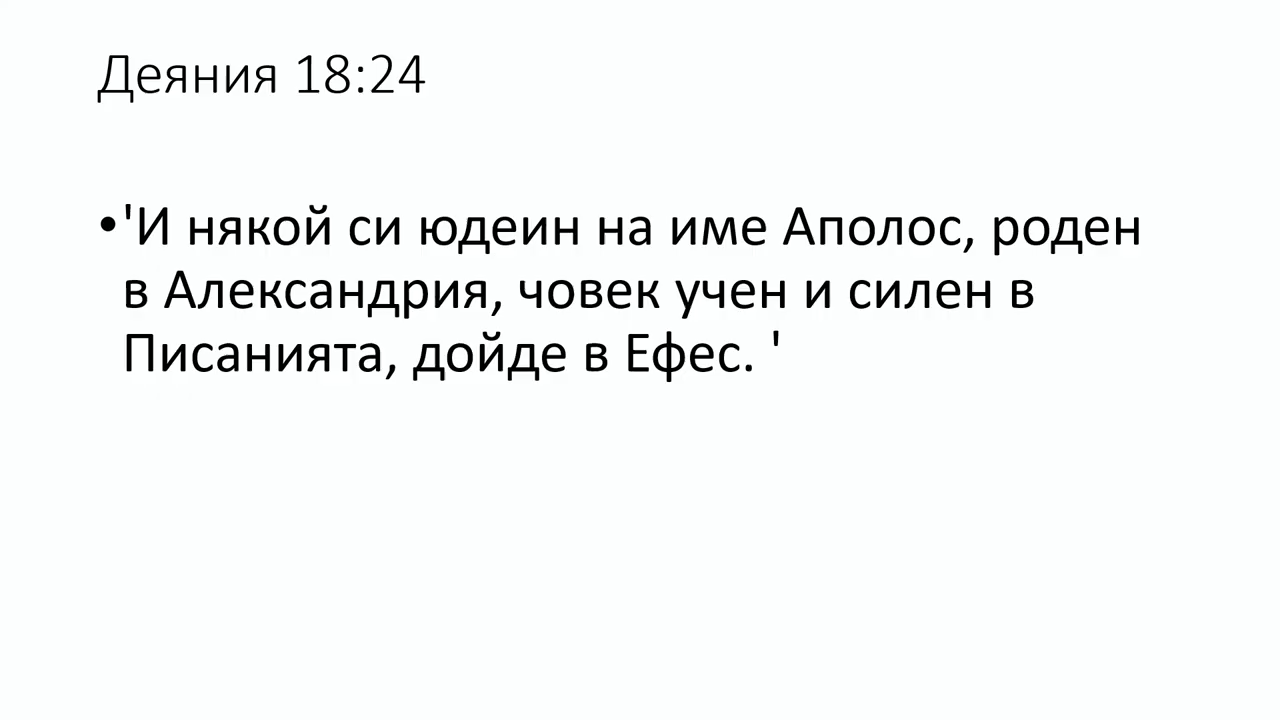 Деяния 18:24
•'И някой си юдеин на име Аполос, роден
в Александрия, човек учен и силен в
Писанията, дойде в Ефес. '